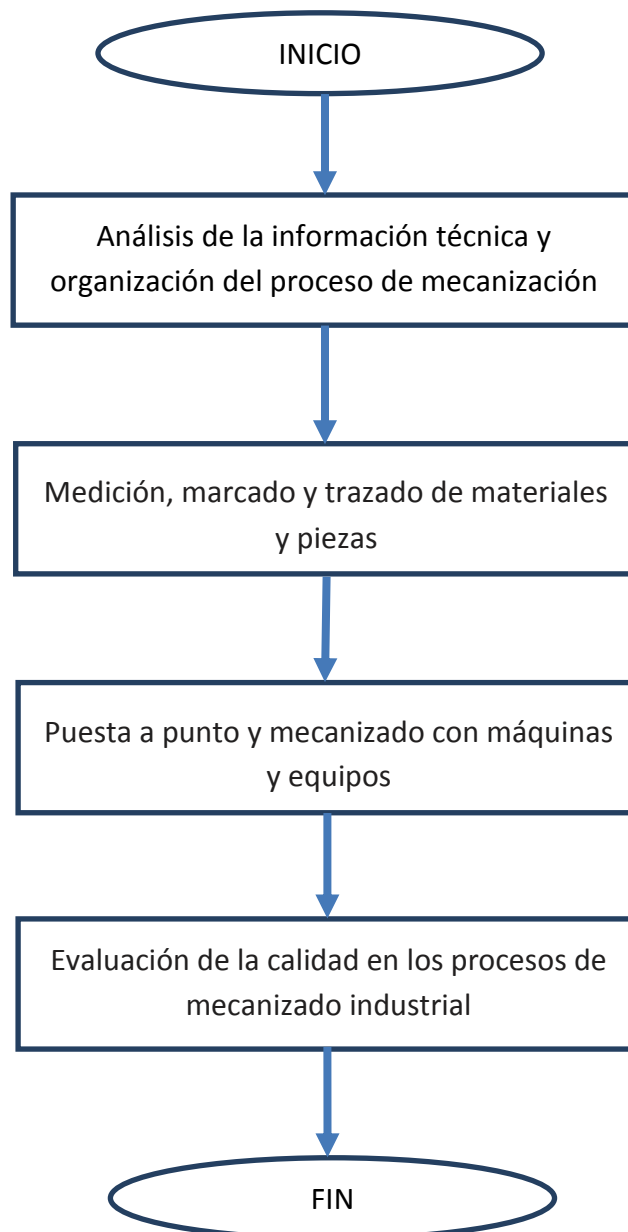 INICIO
Análisis de la información técnica y
organización del proceso de mecanización
Medición, marcado y trazado de materiales
y piezas
Puesta a punto y mecanizado con máquinas
y equipos
Evaluación de la calidad en los procesos de
mecanizado industrial
FIN